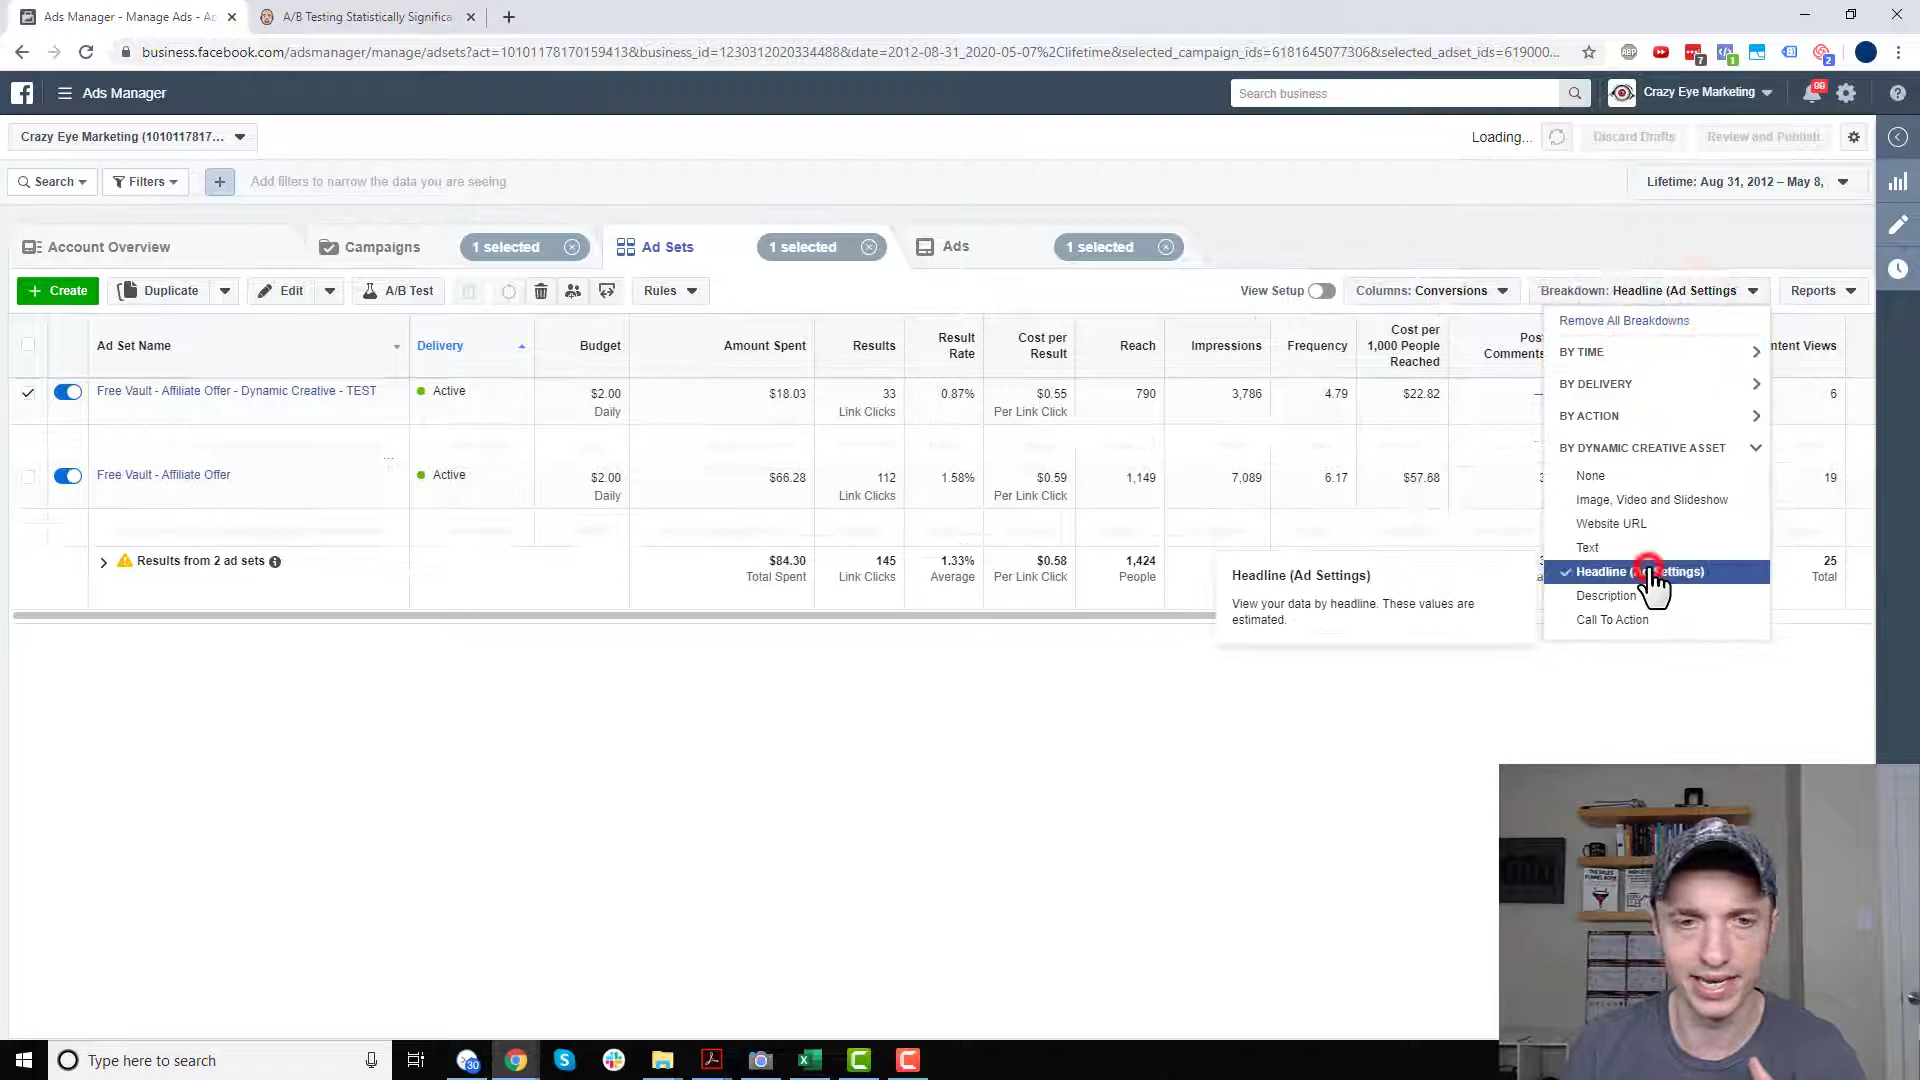 Ads Manager - Manage Ads - Ad
A/B Testing Statistically Significa
business.facebook.com/adsmanager/manage/adsets?act=10101178170159413&business_id=1230312020334488&date=2012-08-31_2020-05-07%2Clifetime&selected_campaign_ids=6181645077306&selected_adset_ids=619000...
ABP
7
1
2
Ads Manager
Search business
Crazy Eye Marketing
99
Crazy Eye Marketing (1010117817...
Loading...
Discard Drafts
Review and Publish
Search
Filters
Add filters to narrow the data you are seeing
Lifetime: Aug 31, 2012 – May 8,
Account Overview
Campaigns
1 selected
Ad Sets
1 selected
Ads
1 selected
+ Create
Duplicate
Edit
A/B Test
Rules
View Setup
Columns: Conversions
Breakdown: Headline (Ad Settings
Reports
Ad Set Name
Delivery
Budget
Amount Spent
Results
Result Rate
Cost per Result
Reach
Impressions
Frequency
Cost per 1,000 People Reached
Post Comments
ntent Views
Free Vault - Affiliate Offer - Dynamic Creative - TEST
Active
$2.00
Daily
$18.03
33
Link Clicks
0.87%
$0.55
Per Link Click
790
3,786
4.79
$22.82
—
6
Free Vault - Affiliate Offer
Active
$2.00
Daily
$66.28
112
Link Clicks
1.58%
$0.59
Per Link Click
1,149
7,089
6.17
$57.68
19
Results from 2 ad sets
$84.30
Total Spent
145
Link Clicks
1.33%
Average
$0.58
Per Link Click
1,424
People
25
Total
Remove All Breakdowns
BY TIME
BY DELIVERY
BY ACTION
BY DYNAMIC CREATIVE ASSET
None
Image, Video and Slideshow
Website URL
Text
Headline (Ad Settings)
Description
Call To Action
Headline (Ad Settings)
View your data by headline. These values are
estimated.
Type here to search
30